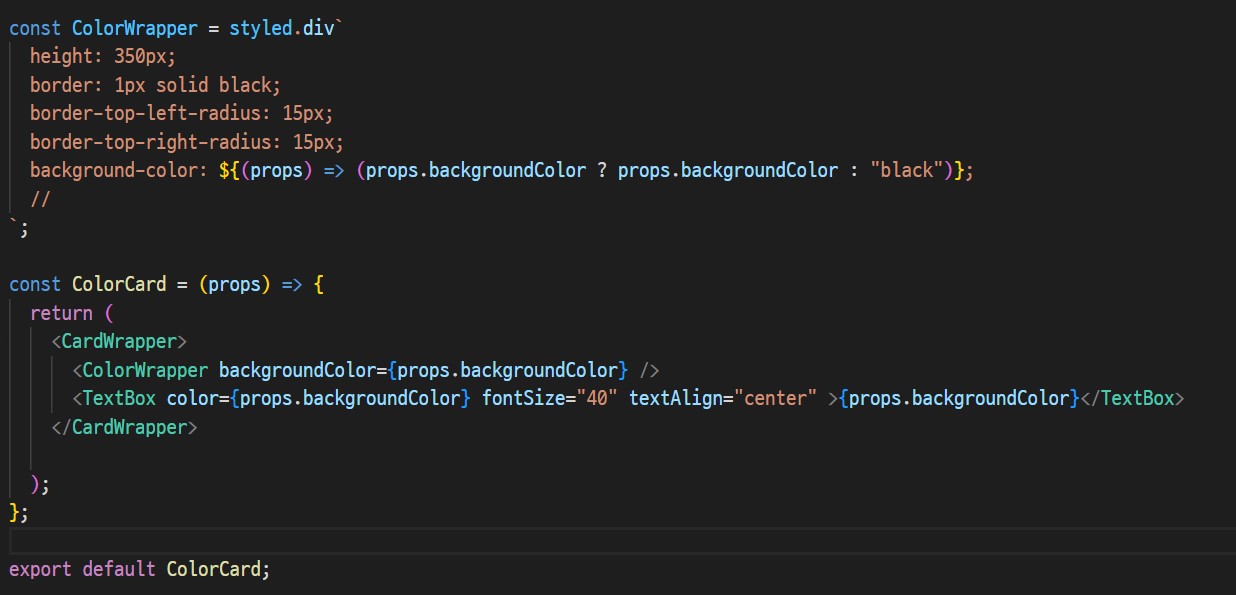 const ColorWrapper = styled.div`
  height: 350px;
  border: 1px solid black;
  border-top-left-radius: 15px;
  border-top-right-radius: 15px;
  background-color: ${(props) => (props.backgroundColor ? props.backgroundColor : "black")};
  //
`;
const ColorCard = (props) => {
  return (
    <CardWrapper>
      <ColorWrapper backgroundColor={props.backgroundColor} />
      <TextBox color={props.backgroundColor} fontSize="40" textAlign="center" >{props.backgroundColor}</TextBox>
    </CardWrapper>
  );
};
export default ColorCard;